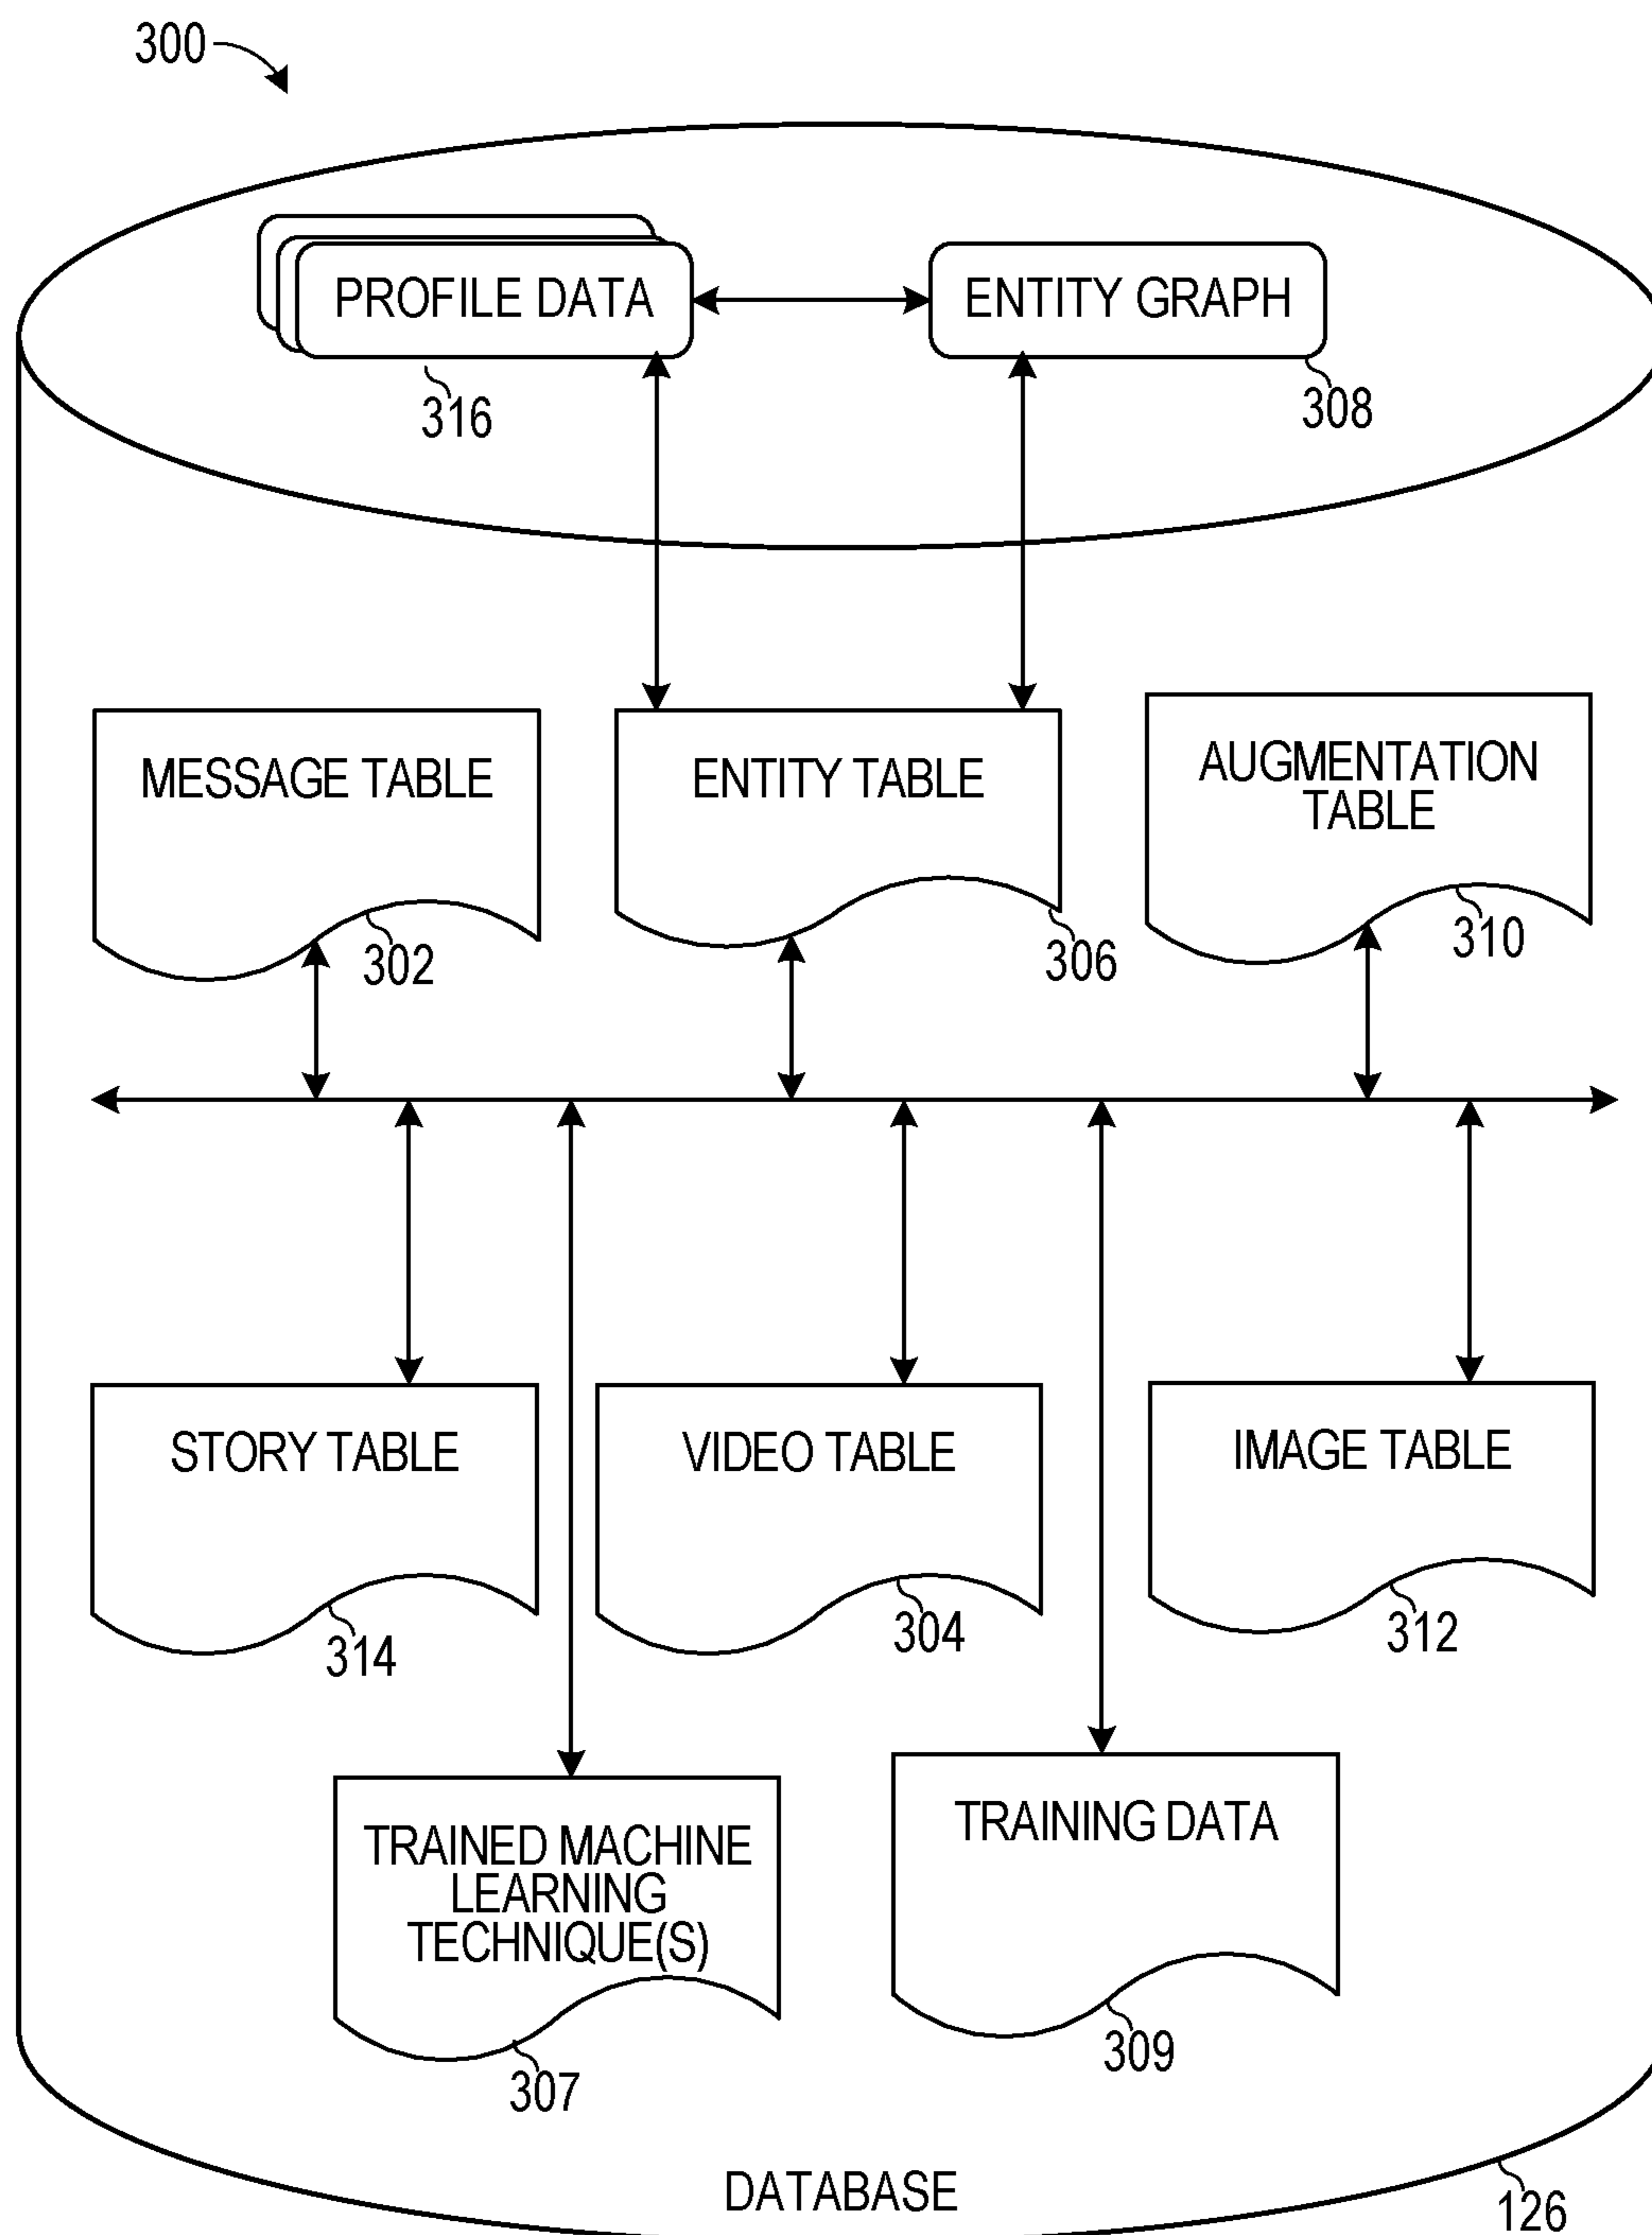 300
PROFILE DATA
ENTITY GRAPH
316
308
MESSAGE TABLE
ENTITY TABLE
AUGMENTATION
TABLE
302
306
310
STORY TABLE
VIDEO TABLE
IMAGE TABLE
314
304
312
TRAINED MACHINE
LEARNING
TECHNIQUE(S)
TRAINING DATA
307
309
DATABASE
126